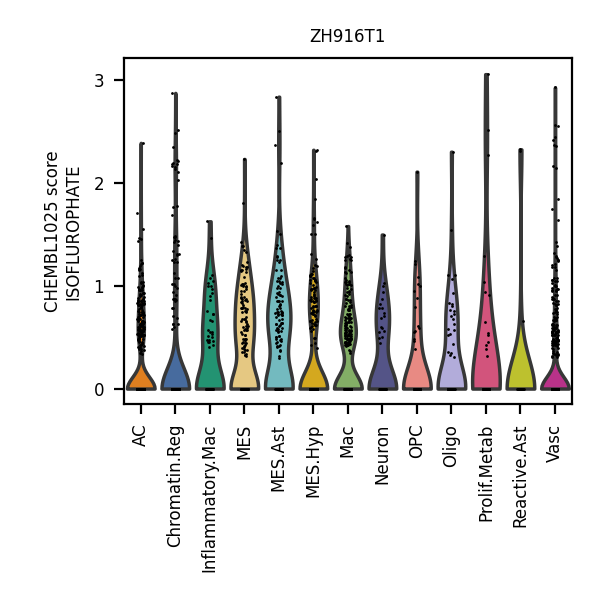 ZH916T1
CHEMBL1025 score
ISOFLUROPHATE
3
2
1
0
AC
Chromatin.Reg
Inflammatory.Mac
MES
MES.Ast
MES.Hyp
Mac
Neuron
OPC
Oligo
Prolif.Metab
Reactive.Ast
Vasc